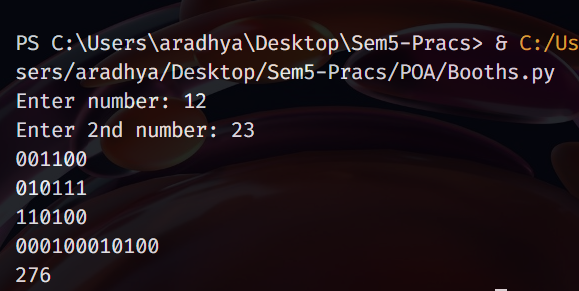 PS C:\Users\aradhya\Desktop\Sem5-Pracs> & C:/Us
sers/aradhya/Desktop/Sem5-Pracs/POA/Booths.py
Enter number: 12
Enter 2nd number: 23
001100
010111
110100
000100010100
276